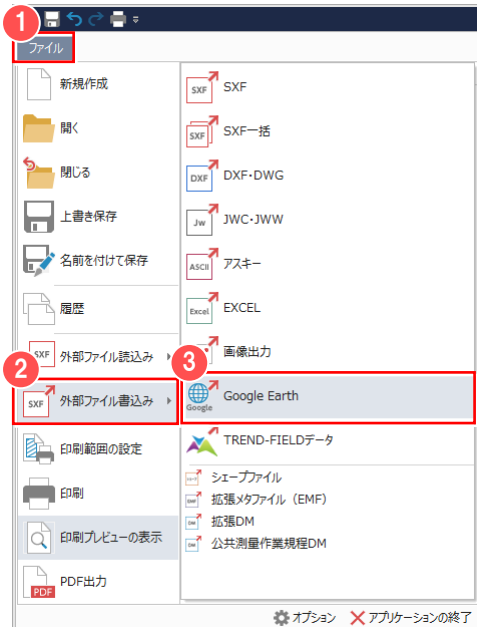 1
ファイル
新規作成
開く
閉じる
上書き保存
名前を付けて保存
履歴
SXF 外部ファイル読込み
2
SXF 外部ファイル書込み
印刷範囲の設定
印刷
印刷プレビューの表示
PDF PDF出力
SXF SXF
SXF SXF一括
DXF DXF・DWG
Jw JWC・JWW
ASCII アスキー
Excel EXCEL
画像出力
3
Google Google Earth
TREND-FIELDデータ
シェープファイル
拡張メタファイル（EMF）
拡張DM
公共測量作業規程DM
オプション
アプリケーションの終了